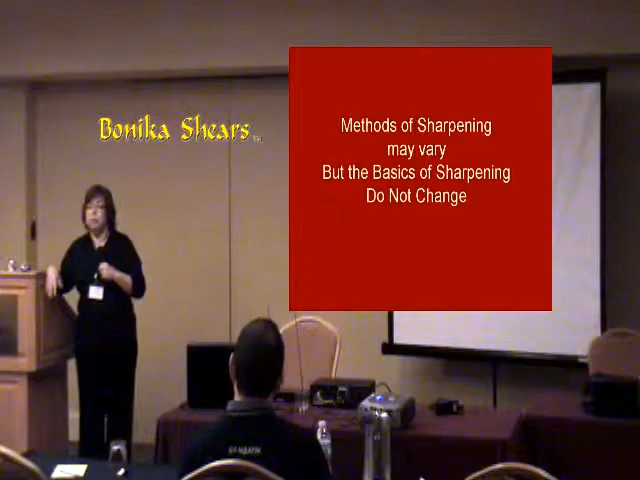 Bonika Shears
Methods of Sharpening
may vary
But the Basics of Sharpening
Do Not Change